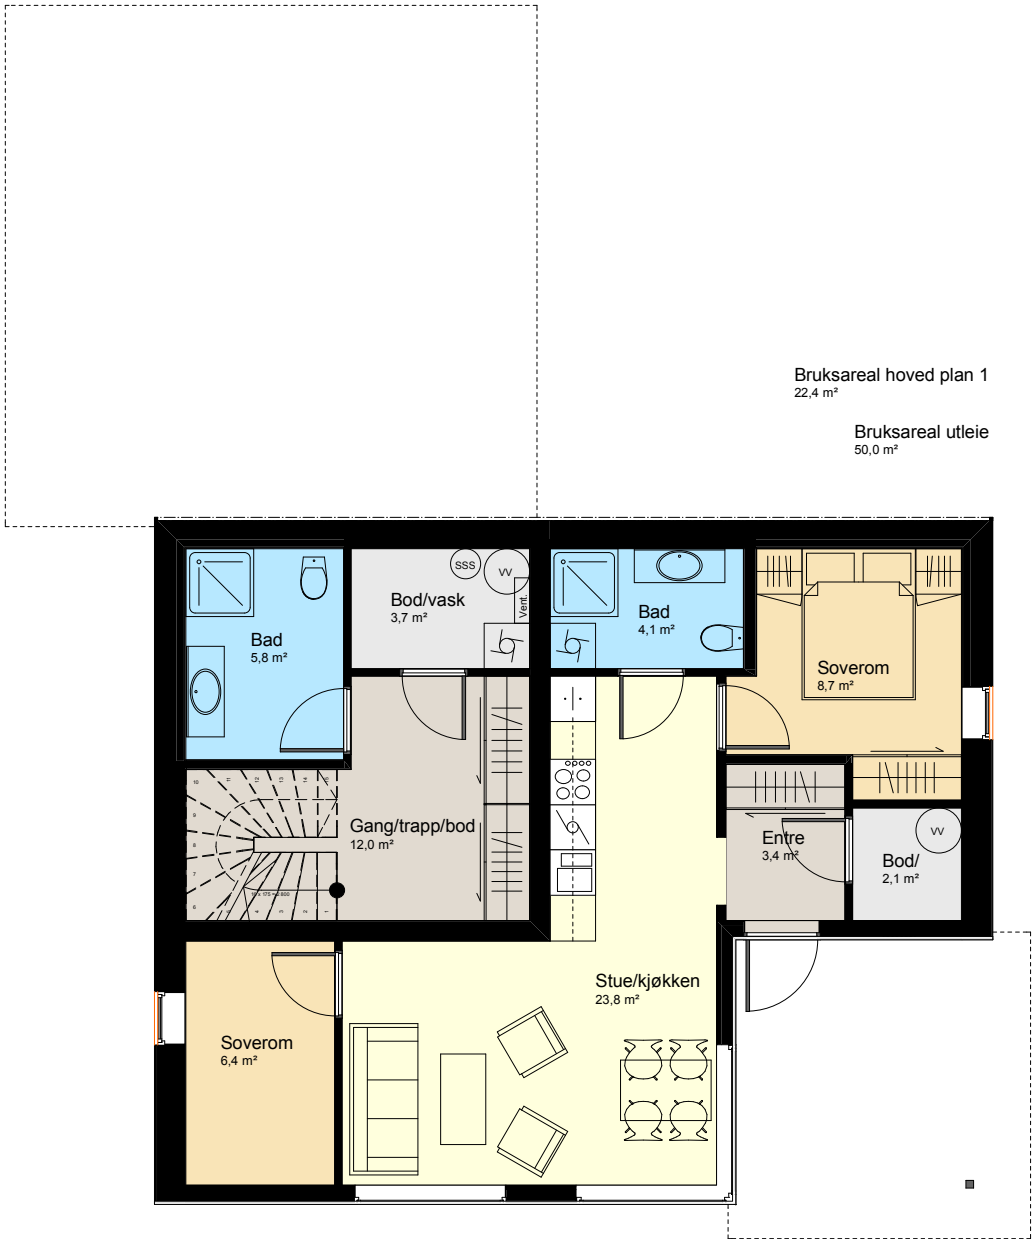 Bruksareal hoved plan 1
22,4 m²
Bruksareal utleie
50,0 m²
SSS
VV
Vent.
Bod/vask
3,7 m²
Bad
5,8 m²
Bad
4,1 m²
Soverom
8,7 m²
Gang/trapp/bod
12,0 m²
Entre
3,4 m²
VV
Bod/
2,1 m²
Stue/kjøkken
23,8 m²
Soverom
6,4 m²